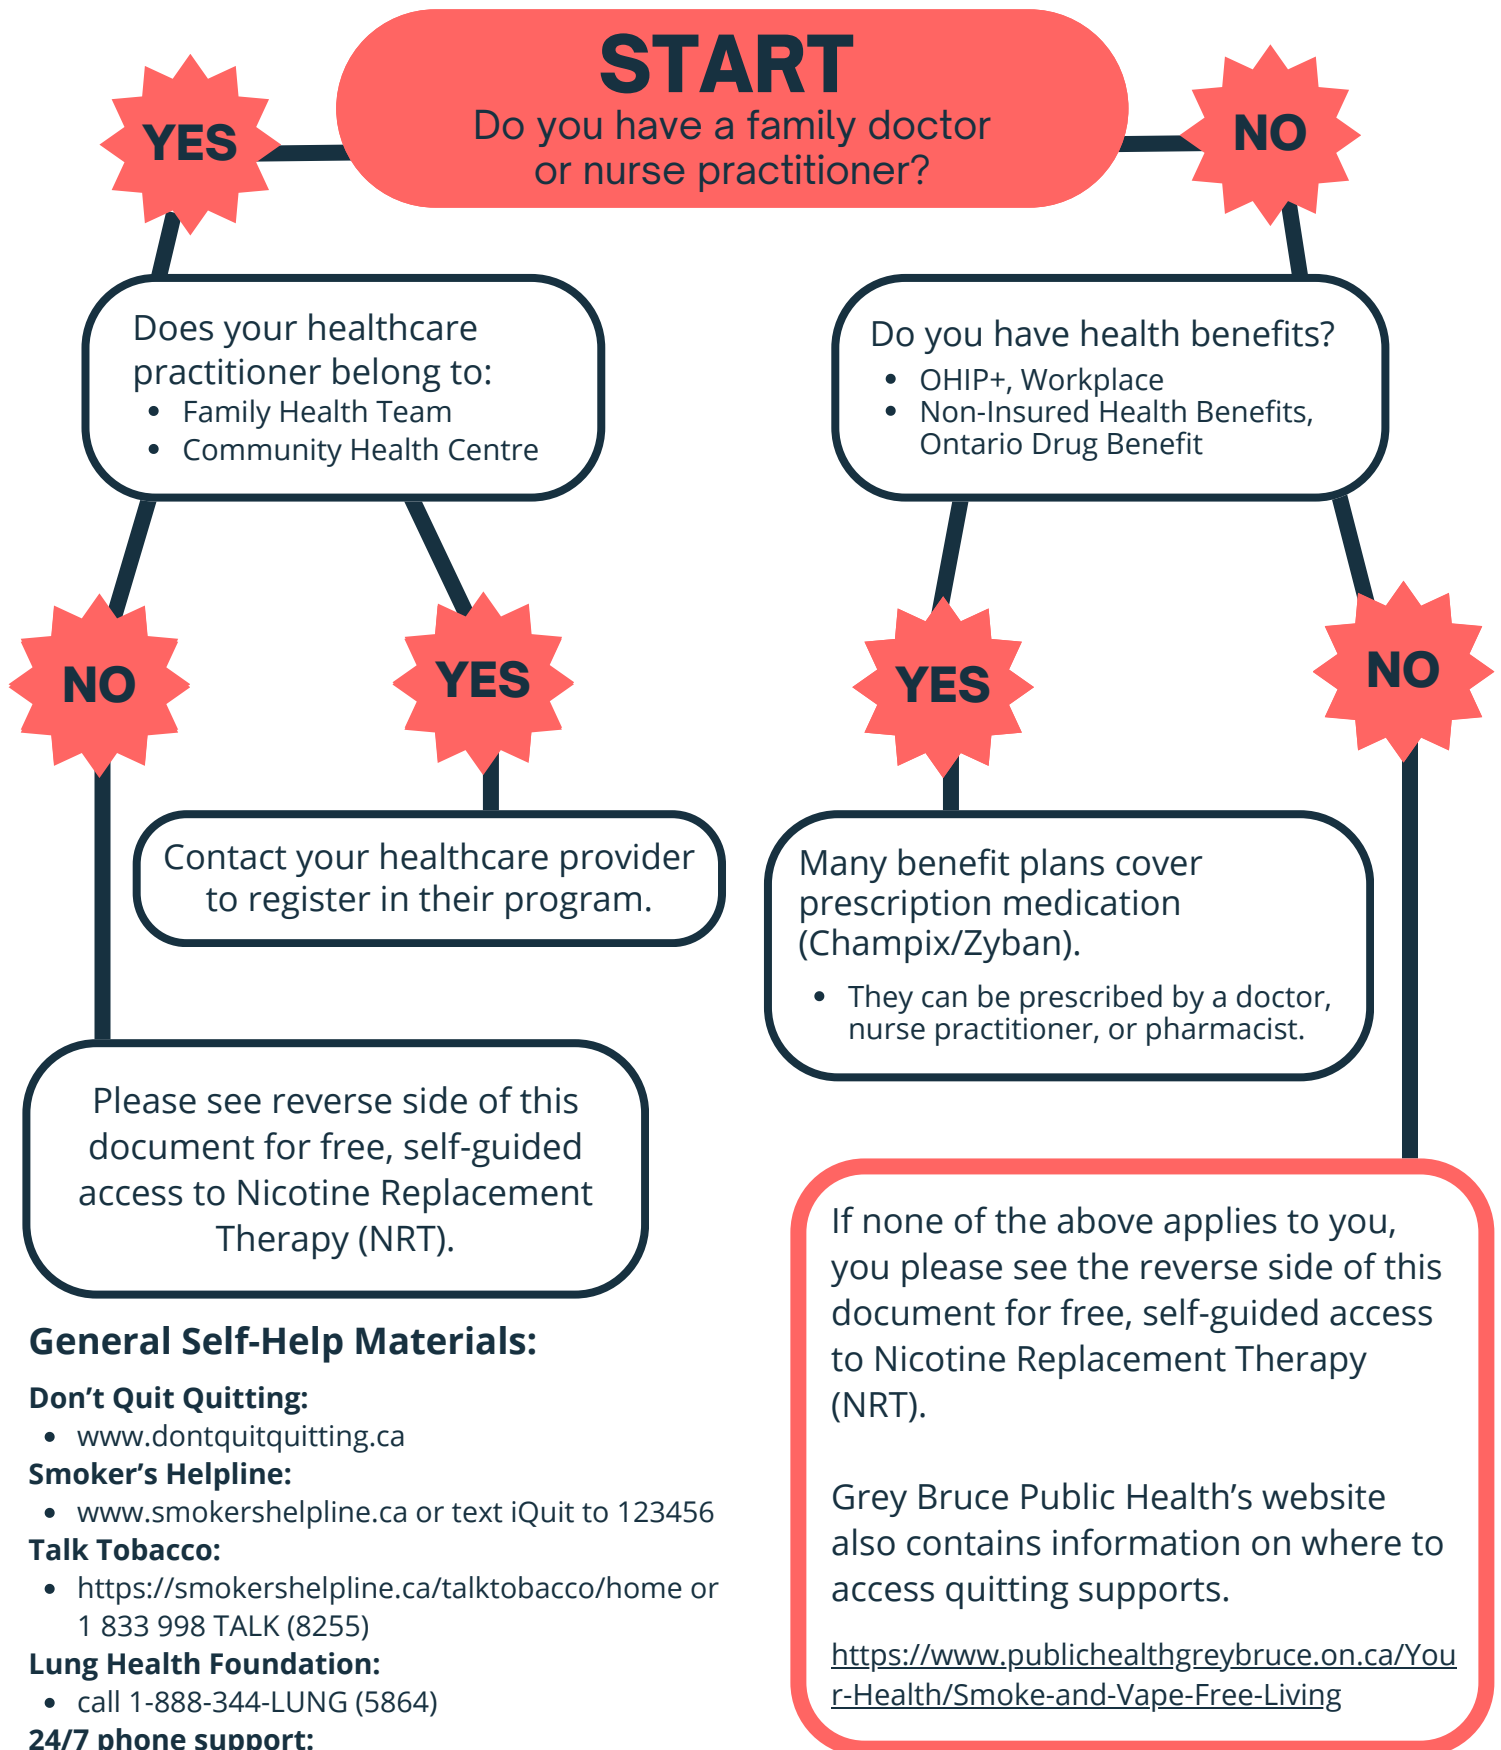 START
Do you have a family doctor
or nurse practitioner?
YES
NO
Does your healthcare
practitioner belong to:
• Family Health Team
• Community Health Centre
Do you have health benefits?
• OHIP+, Workplace
• Non-Insured Health Benefits,
Ontario Drug Benefit
NO
YES
YES
NO
Contact your healthcare provider
to register in their program.
Many benefit plans cover
prescription medication
(Champix/Zyban).
• They can be prescribed by a doctor,
nurse practitioner, or pharmacist.
Please see reverse side of this
document for free, self-guided
access to Nicotine Replacement
Therapy (NRT).
If none of the above applies to you,
you please see the reverse side of this
document for free, self-guided access
to Nicotine Replacement Therapy
(NRT).
Grey Bruce Public Health’s website
also contains information on where to
access quitting supports.
https://www.publichealthgreybruce.on.ca/You
r-Health/Smoke-and-Vape-Free-Living
General Self-Help Materials:
Don’t Quit Quitting:
• www.dontquitquitting.ca
Smoker’s Helpline:
• www.smokershelpline.ca or text iQuit to 123456
Talk Tobacco:
• https://smokershelpline.ca/talktobacco/home or
1 833 998 TALK (8255)
Lung Health Foundation:
• call 1-888-344-LUNG (5864)
24/7 phone support: